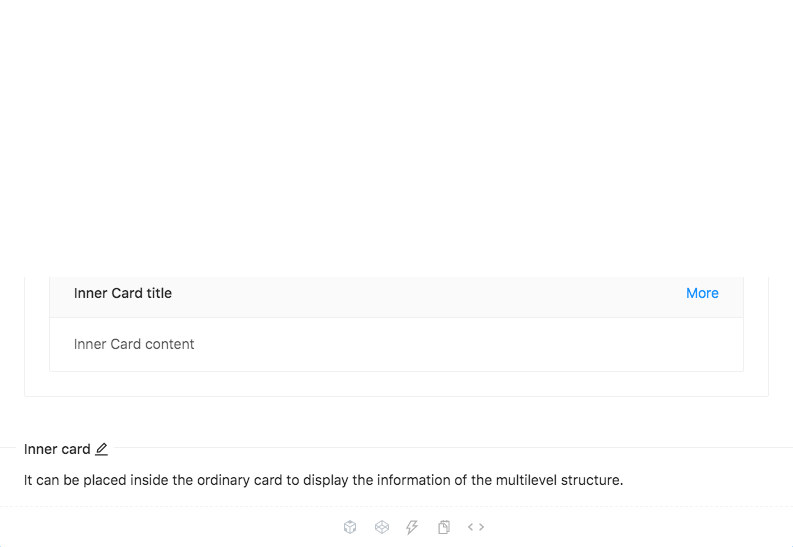 Inner Card title More
Inner Card content
Inner card
It can be placed inside the ordinary card to display the information of the multilevel structure.